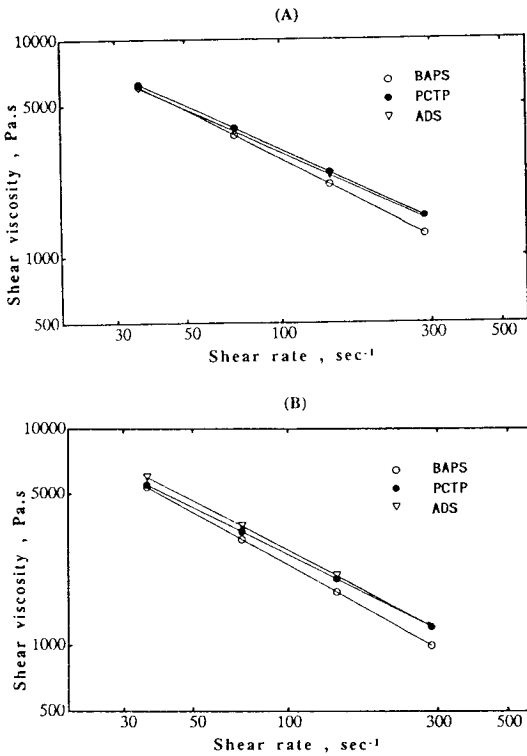 (A)
10000
5000
1000
500
Shear viscosity , Pa.s
○ BAPS
● PCTP
▽ ADS
30 50 100 300 500
Shear rate , sec-1
(B)
10000
5000
1000
500
Shear viscosity , Pa.s
○ BAPS
● PCTP
▽ ADS
30 50 100 300 500
Shear rate , sec-1